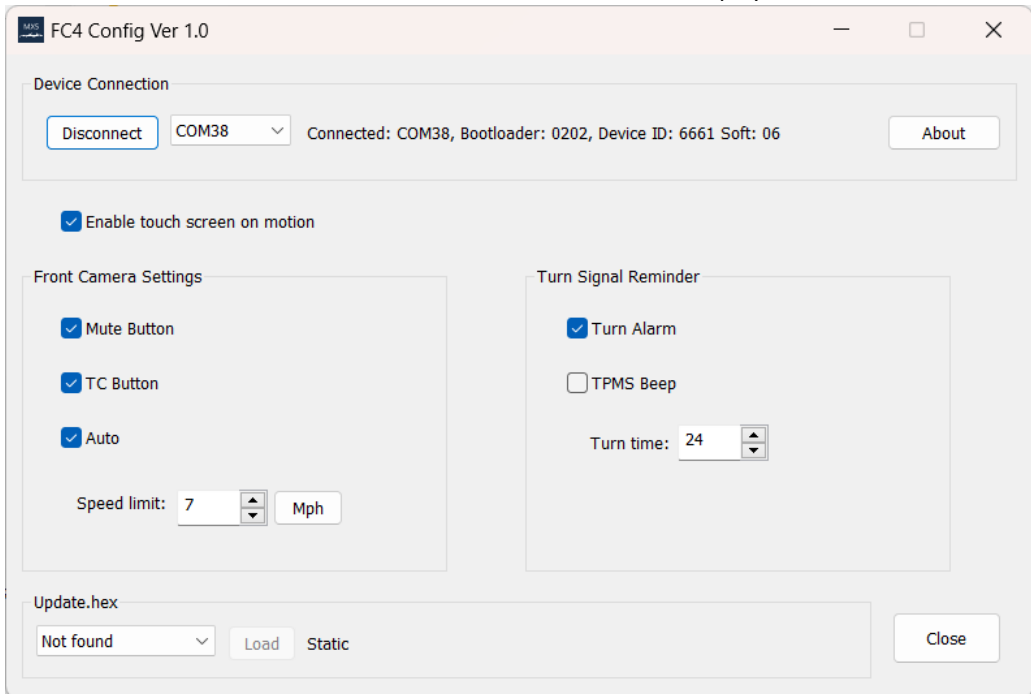 MX5
FC4 Config Ver 1.0
Device Connection
Disconnect COM38 Connected: COM38, Bootloader: 0202, Device ID: 6661 Soft: 06 About
Enable touch screen on motion
Front Camera Settings
Mute Button
TC Button
Auto
Speed limit: 7 Mph
Turn Signal Reminder
Turn Alarm
TPMS Beep
Turn time: 24
Update.hex
Not found Load Static
Close